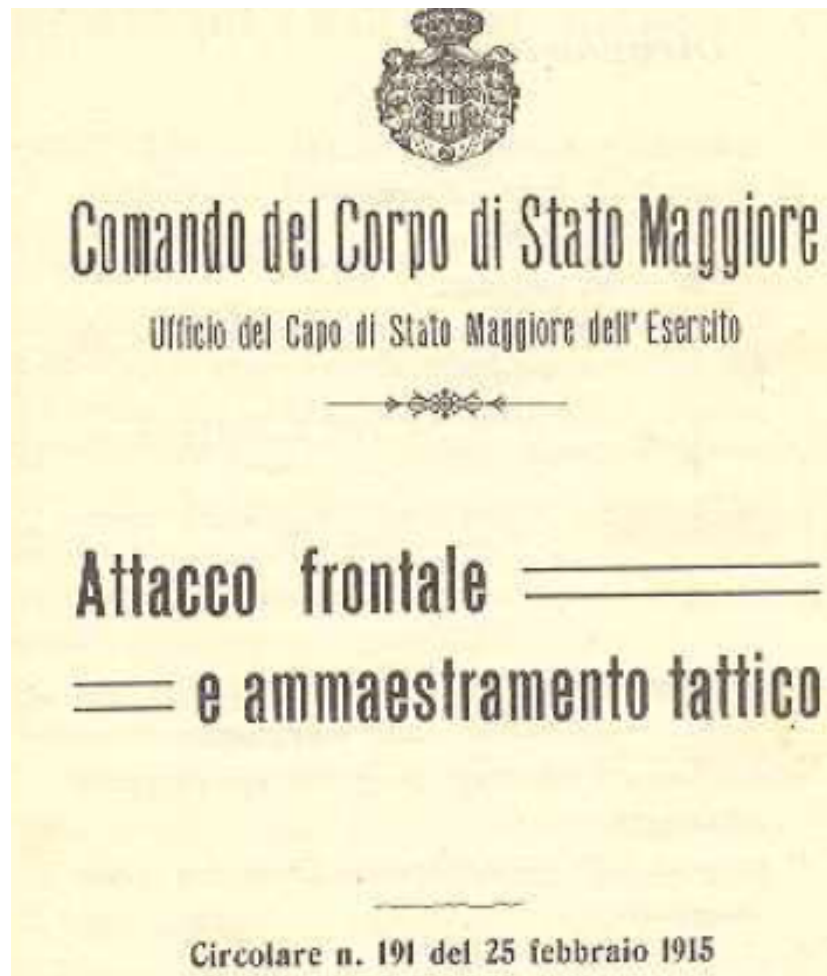 Comando del Corpo di Stato Maggiore
Ufficio del Capo di Stato Maggiore dell' Esercito
Attacco frontale
e ammaestramento tattico
Circolare n. 191 del 25 febbraio 1915